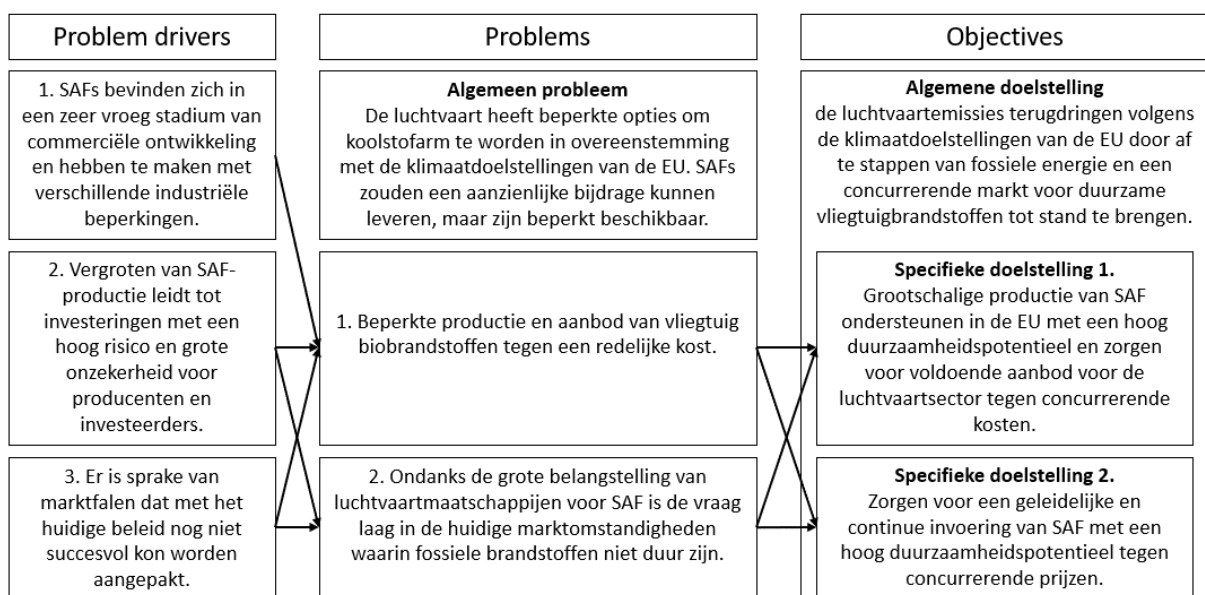 Problem drivers
1. SAFs bevinden zich in
een zeer vroeg stadium van
commerciële ontwikkeling
en hebben te maken met
verschillende industriële
beperkingen.
2. Vergroten van SAF-
productie leidt tot
investeringen met een
hoog risico en grote
onzekerheid voor
producenten en
investeerders.
3. Er is sprake van
marktfalen dat met het
huidige beleid nog niet
succesvol kon worden
aangepakt.
Problems
Algemeen probleem
De luchtvaart heeft beperkte opties om
koolstofarm te worden in overeenstemming
met de klimaatdoelstellingen van de EU. SAFs
zouden een aanzienlijke bijdrage kunnen
leveren, maar zijn beperkt beschikbaar.
1. Beperkte productie en aanbod van vliegtuig
biobrandstoffen tegen een redelijke kost.
2. Ondanks de grote belangstelling van
luchtvaartmaatschappijen voor SAF is de vraag
laag in de huidige marktomstandigheden
waarin fossiele brandstoffen niet duur zijn.
Objectives
Algemene doelstelling
de luchtvaartemissies terugdringen volgens
de klimaatdoelstellingen van de EU door af
te stappen van fossiele energie en een
concurrerende markt voor duurzame
vliegtuigbrandstoffen tot stand te brengen.
Specifieke doelstelling 1.
Grootschalige productie van SAF
ondersteunen in de EU met een hoog
duurzaamheidspotentieel en zorgen
voor voldoende aanbod voor de
luchtvaartsector tegen concurrerende
kosten.
Specifieke doelstelling 2.
Zorgen voor een geleidelijke en
continue invoering van SAF met een
hoog duurzaamheidspotentieel tegen
concurrerende prijzen.